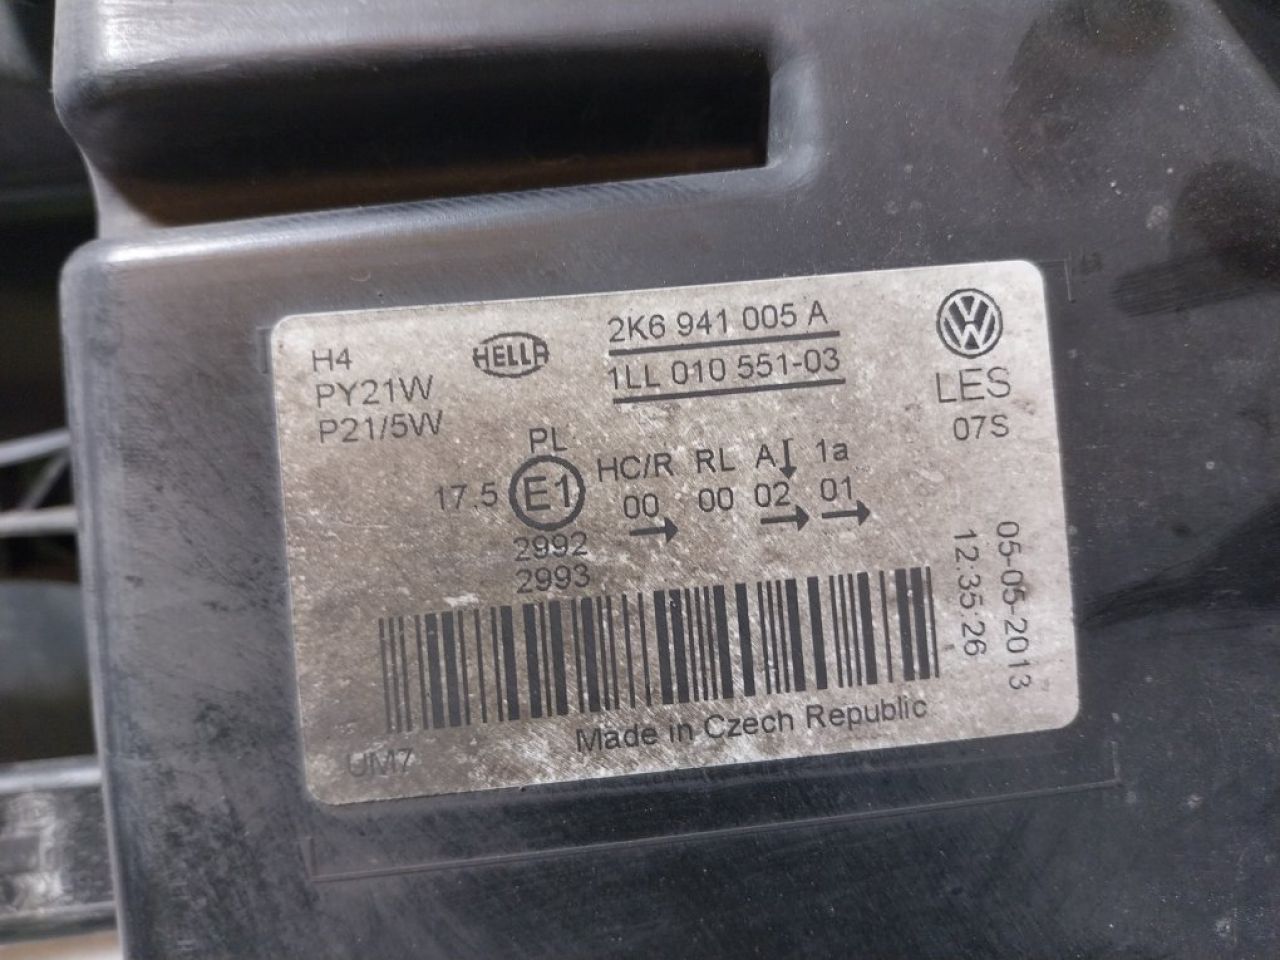 H4
PY21W
P21/5W
HELLA
2K6 941 005 A
1LL 010 551-03
LES
07S
PL
17.5 E1
2992
2993
HC/R RL A 1a
00 00 02 01
05-05-2013
12:35:26
Made in Czech Republic
UM7